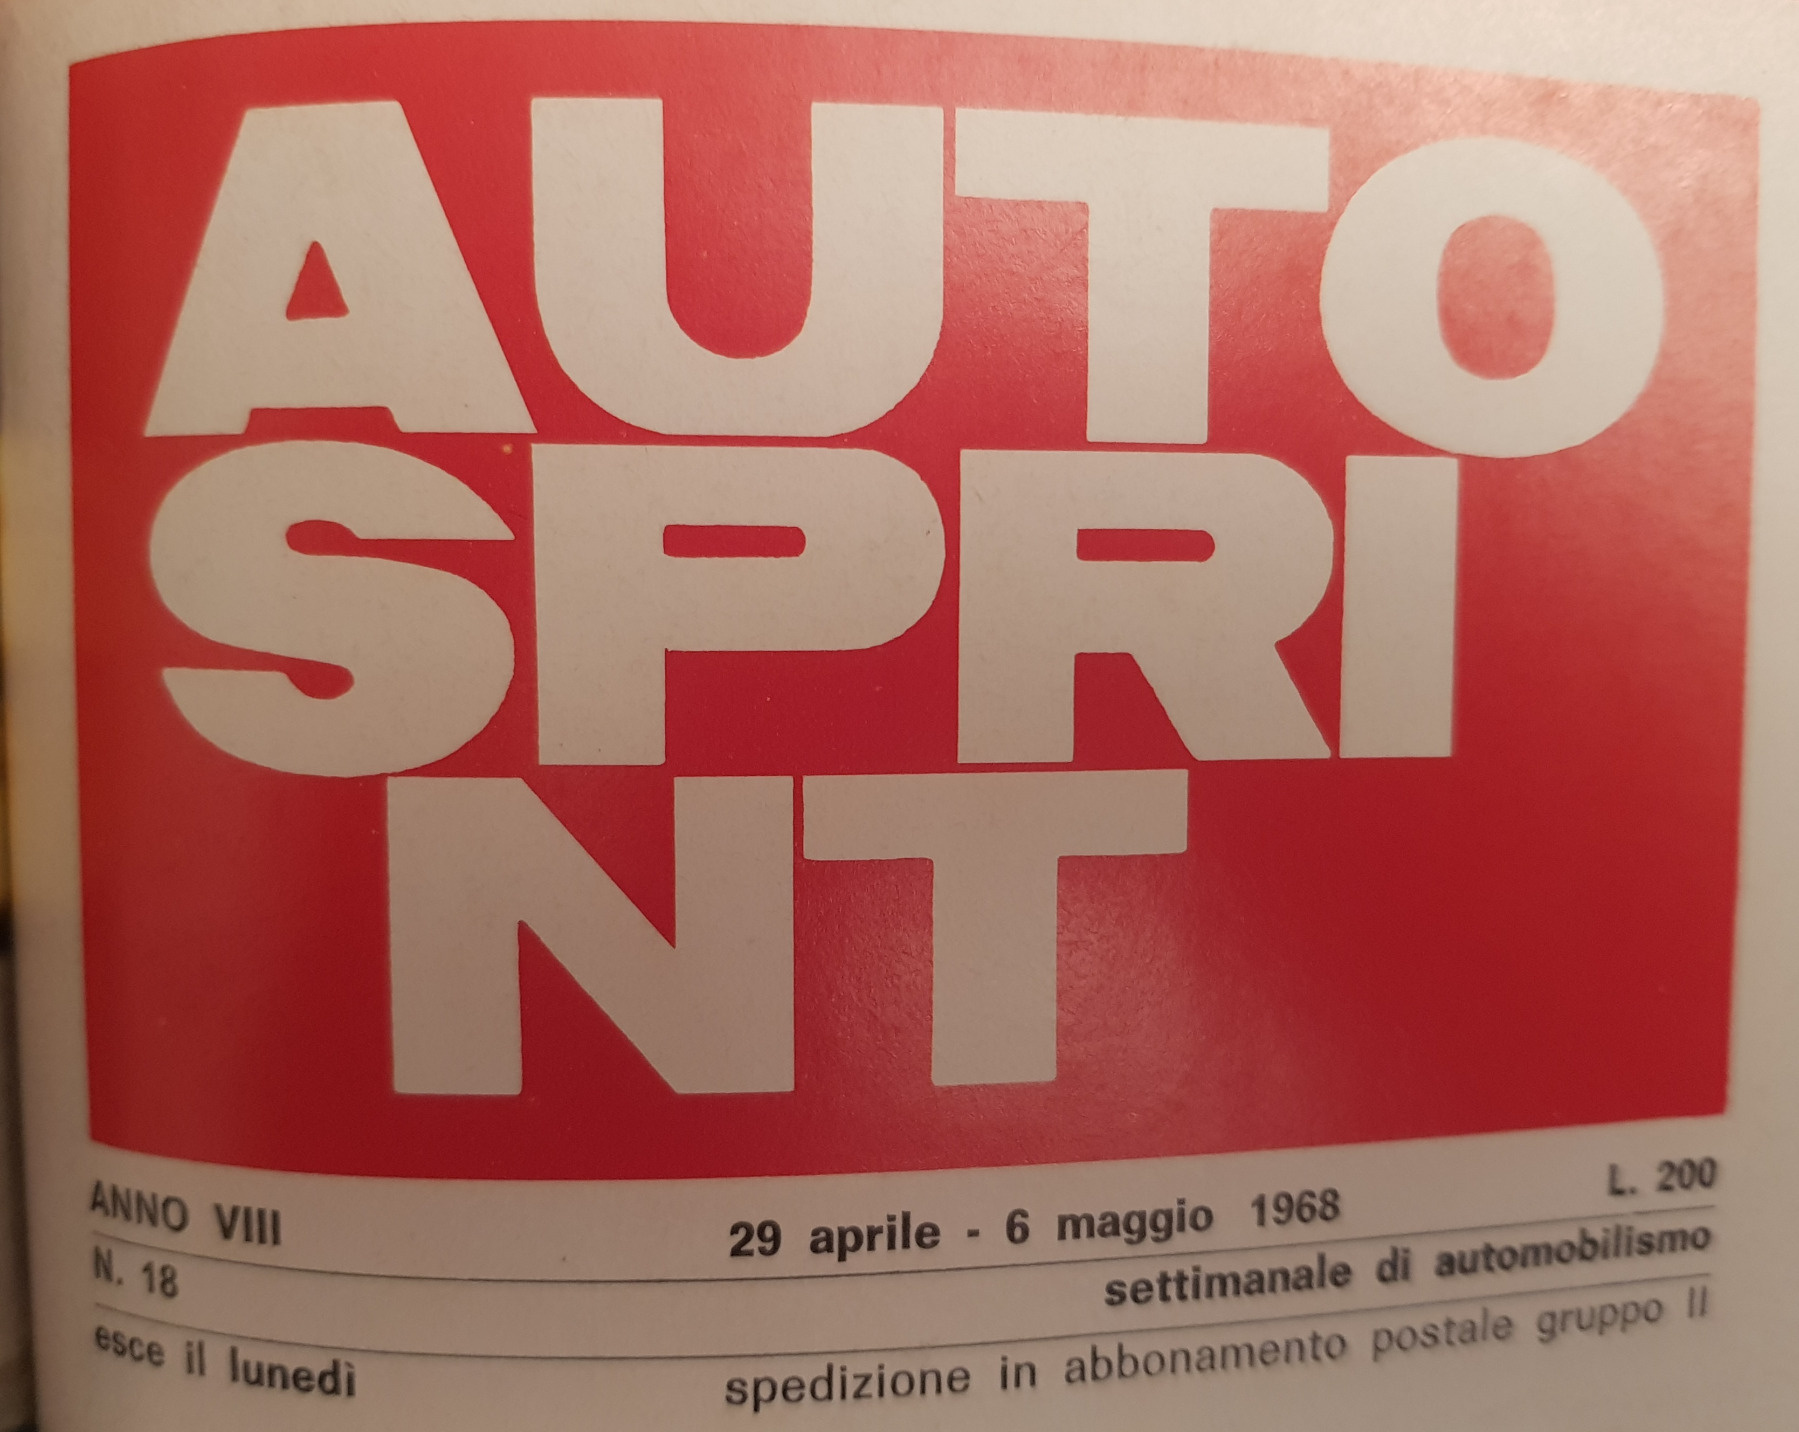 AUTO
SPRI
NT
ANNO VIII 29 aprile - 6 maggio 1968 L. 200
N. 18 settimanale di automobilismo
esce il lunedì spedizione in abbonamento postale gruppo II